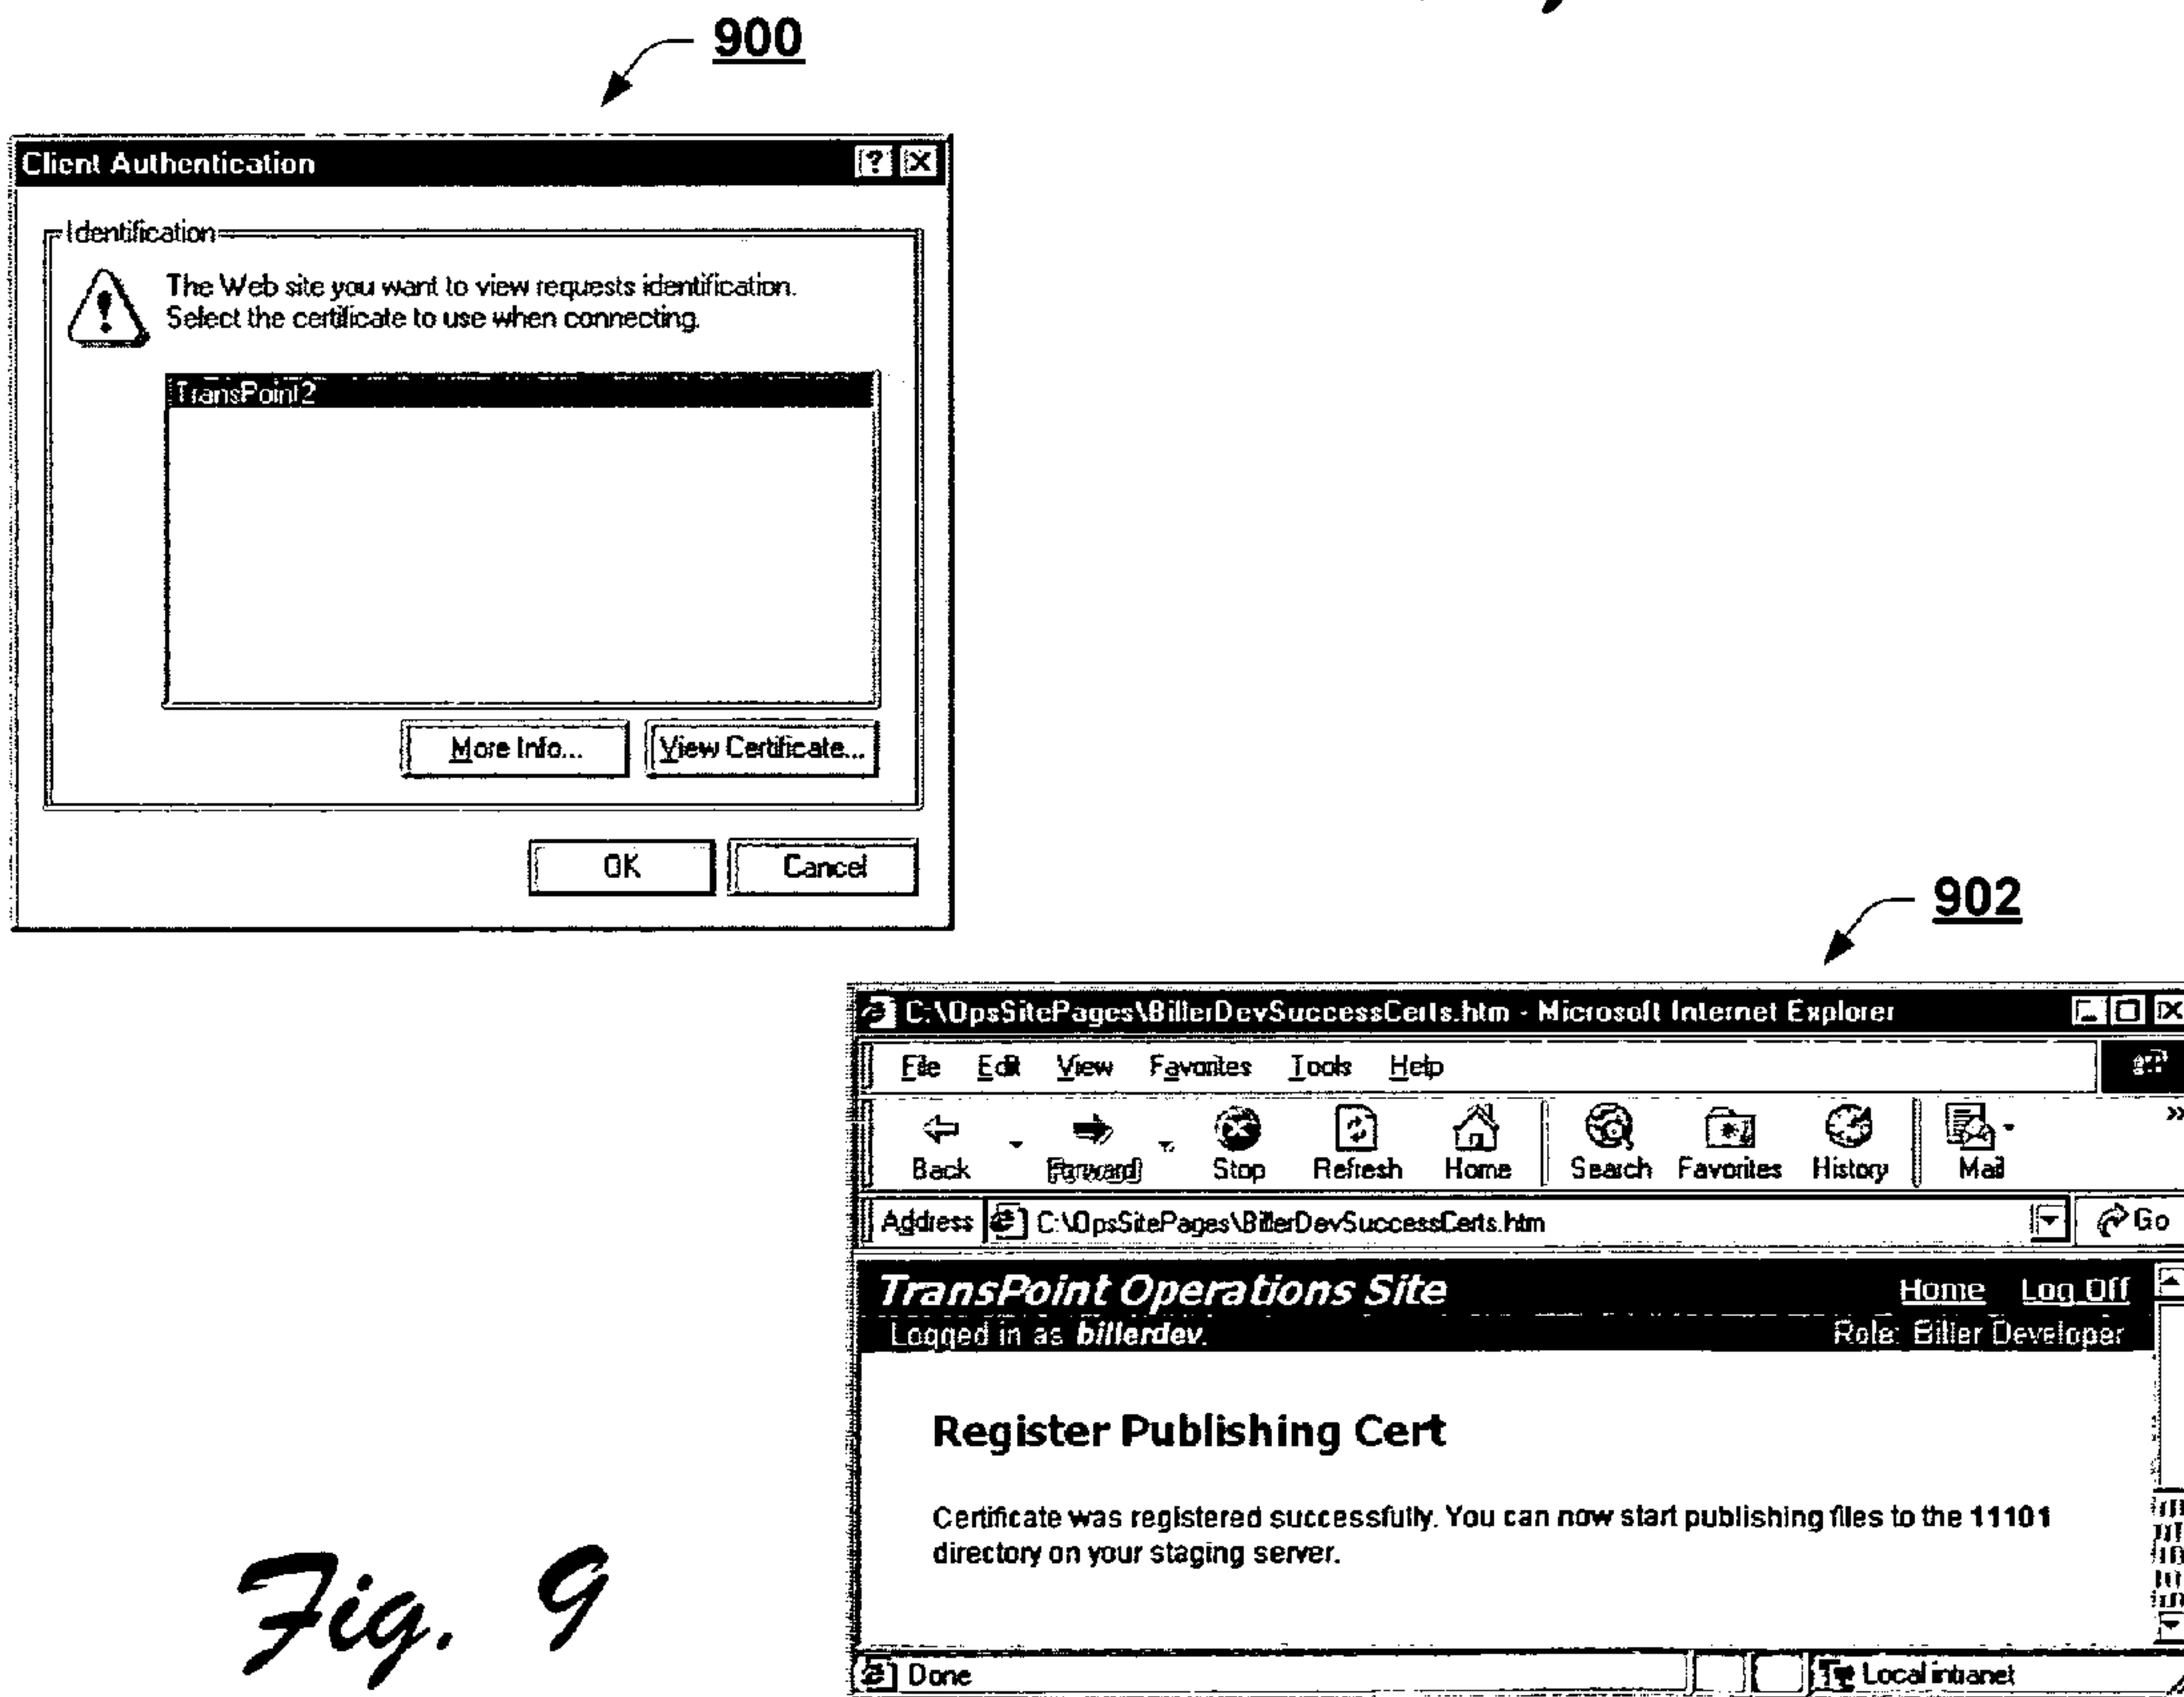 900
Client Authentication
Identification
The Web site you want to view requests identification.
Select the certificate to use when connecting.
TransPoint2
More Info...
View Certificate...
OK
Cancel
902
C:\OpsSitePages\BillerDevSuccessCerts.htm - Microsoft Internet Explorer
File Edit View Favorites Tools Help
Back Forward Stop Refresh Home Search Favorites History Mail
Address C:\OpsSitePages\BillerDevSuccessCerts.htm Go
TransPoint Operations Site Home Log Off
Logged in as billerdev. Role: Biller Developer
Register Publishing Cert
Certificate was registered successfully. You can now start publishing files to the 11101
directory on your staging server.
Done Local intranet
Fig. 9